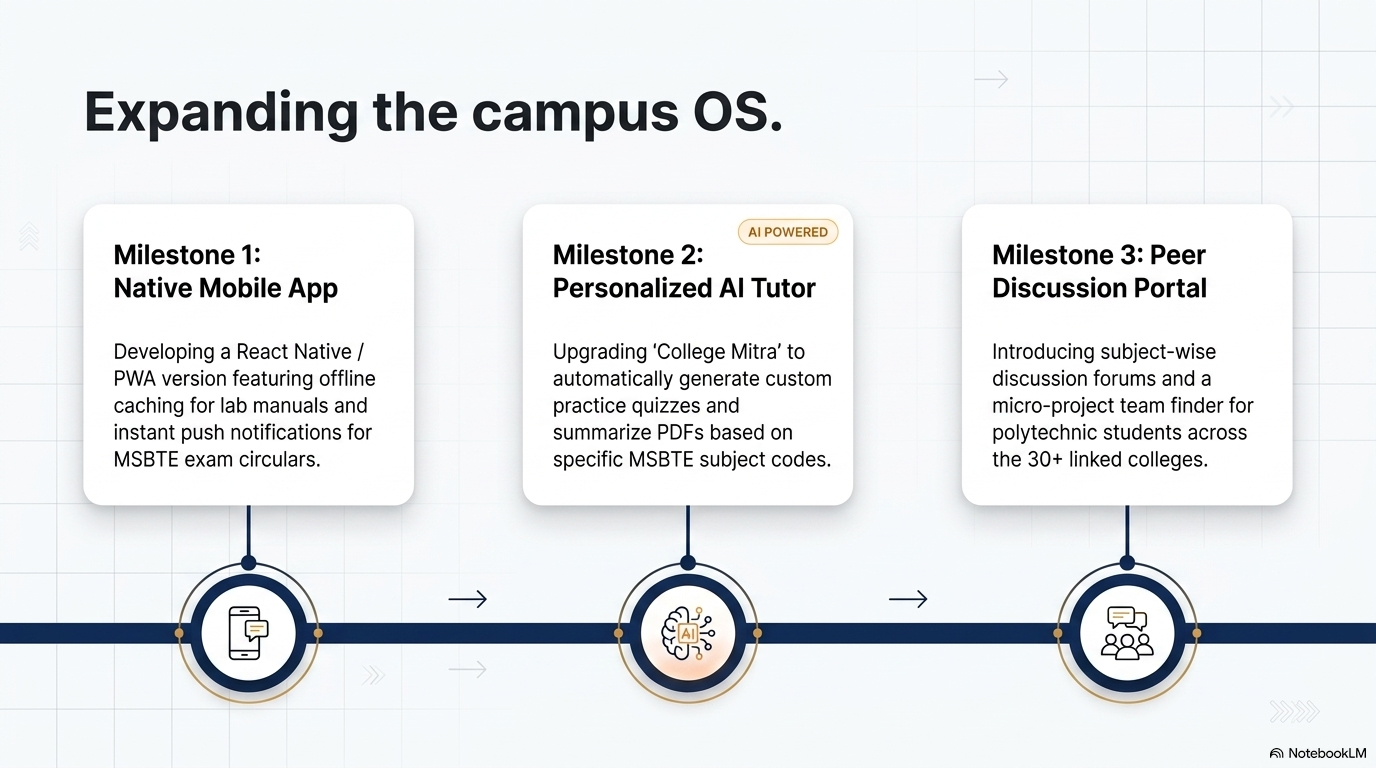 Expanding the campus OS.
Milestone 1:
Native Mobile App
Developing a React Native /
PWA version featuring offline
caching for lab manuals and
instant push notifications for
MSBTE exam circulars.
AI POWERED
Milestone 2:
Personalized AI Tutor
Upgrading ‘College Mitra’ to
automatically generate custom
practice quizzes and
summarize PDFs based on
specific MSBTE subject codes.
Milestone 3: Peer
Discussion Portal
Introducing subject-wise
discussion forums and a
micro-project team finder for
polytechnic students across
the 30+ linked colleges.
AI
NotebookLM